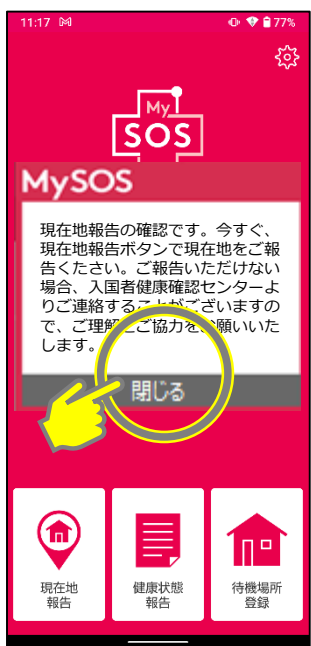 11:17
77%
My
SOS
MySOS
現在地報告の確認です。今すぐ、
現在地報告ボタンで現在地をご報
告ください。ご報告いただけない
場合、入国者健康確認センターよ
りご連絡することがございますの
で、ご理解とご協力をお願いいた
します。
閉じる
現在地
報告
健康状態
報告
待機場所
登録